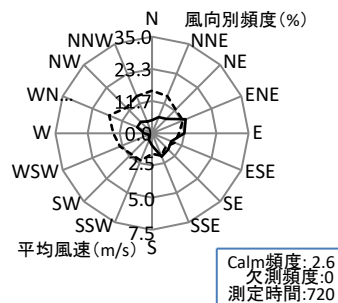 N 風向別頻度(%)
35.0
NNW NNE
NW 23.3 NE
WN... 11.7 ENE
W 0.0 E
WSW 2.5 ESE
SW 5.0 SE
SSW SSE
平均風速(m/s) 7.5 S
Calm頻度: 2.6
欠測頻度:0
測定時間:720